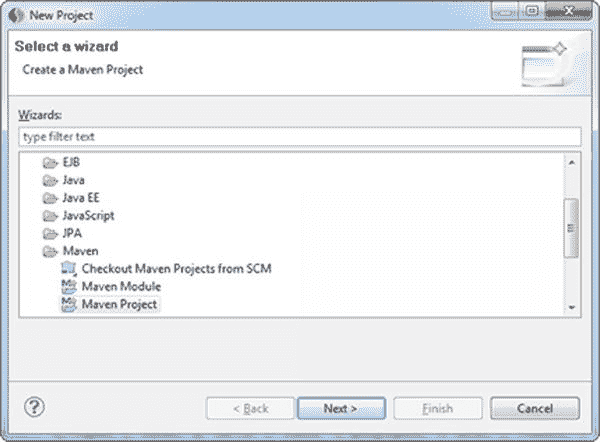 New Project
Select a wizard
Create a Maven Project
Wizards:
type filter text
EJB
Java
Java EE
JavaScript
JPA
Maven
Checkout Maven Projects from SCM
Maven Module
Maven Project
?
< Back
Next >
Finish
Cancel